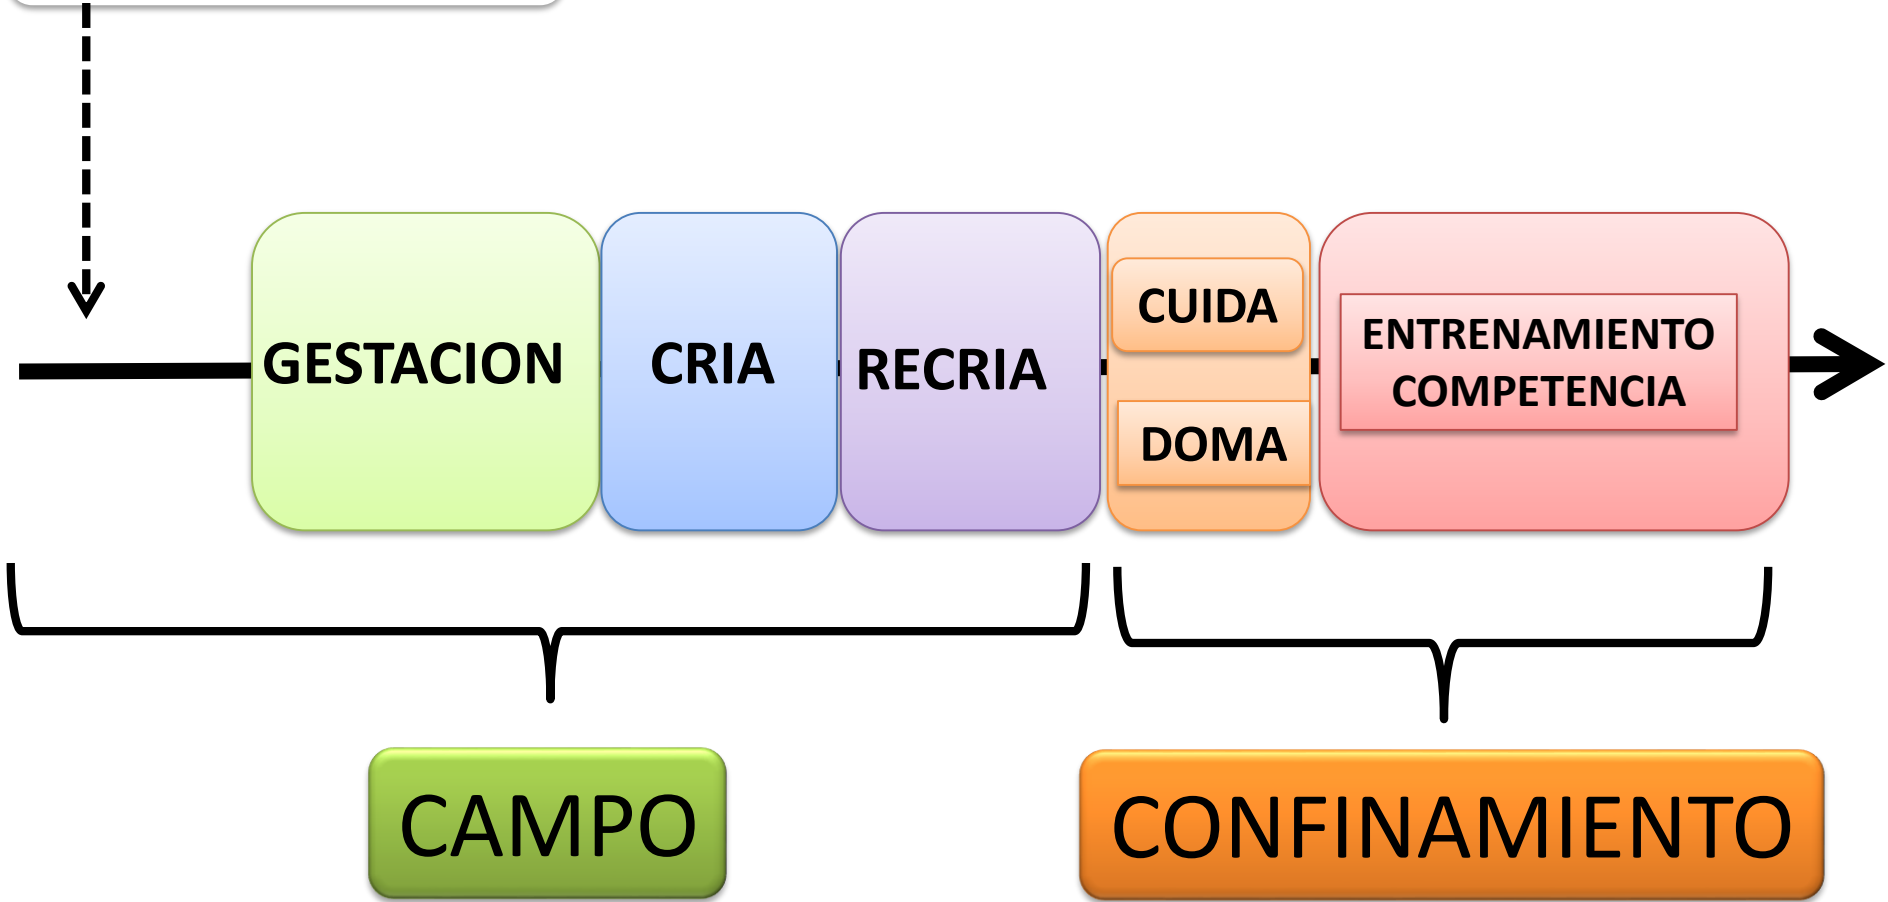 GESTACION
CRIA
RECRIA
CUIDA
DOMA
ENTRENAMIENTO
COMPETENCIA
CAMPO
CONFINAMIENTO